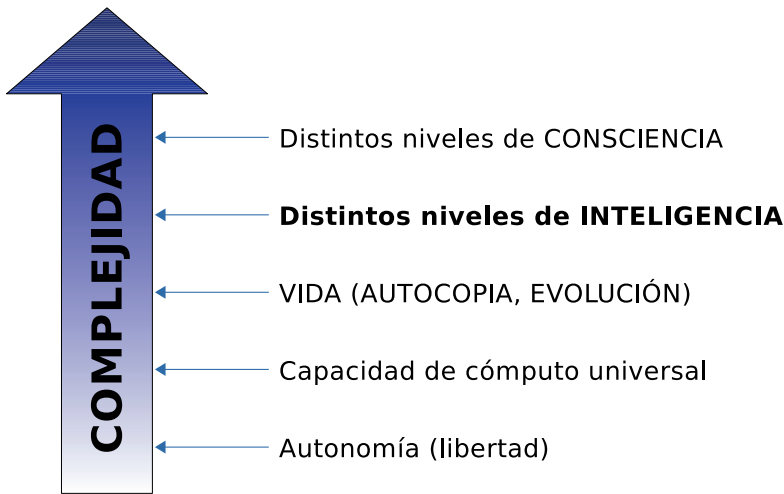 COMPLEJIDAD
Distintos niveles de CONSCIENCIA
Distintos niveles de INTELIGENCIA
VIDA (AUTOCOPIA, EVOLUCIÓN)
Capacidad de cómputo universal
Autonomía (libertad)